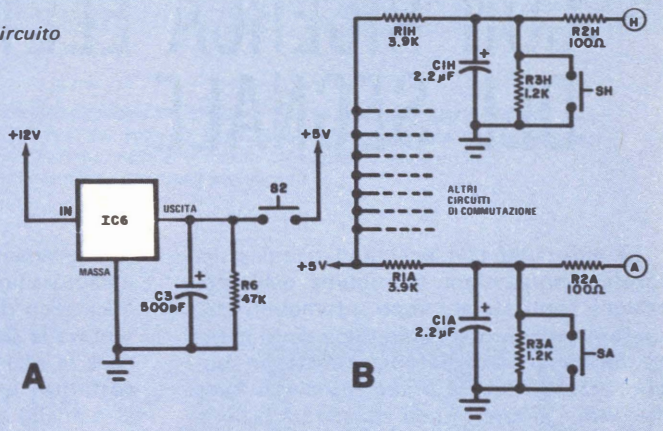 ircuito
+12V
IN
IC6
USCITA
MASSA
S2
+5V
C3
500pF
+
R6
47K
A
R1H
3.9K
C1H
2.2µF
+
R2H
100Ω
H
R3H
1.2K
SH
ALTRI
CIRCUITI
DI COMMUTAZIONE
+5V
R1A
3.9K
C1A
2.2µF
+
R2A
100Ω
A
R3A
1.2K
SA
B